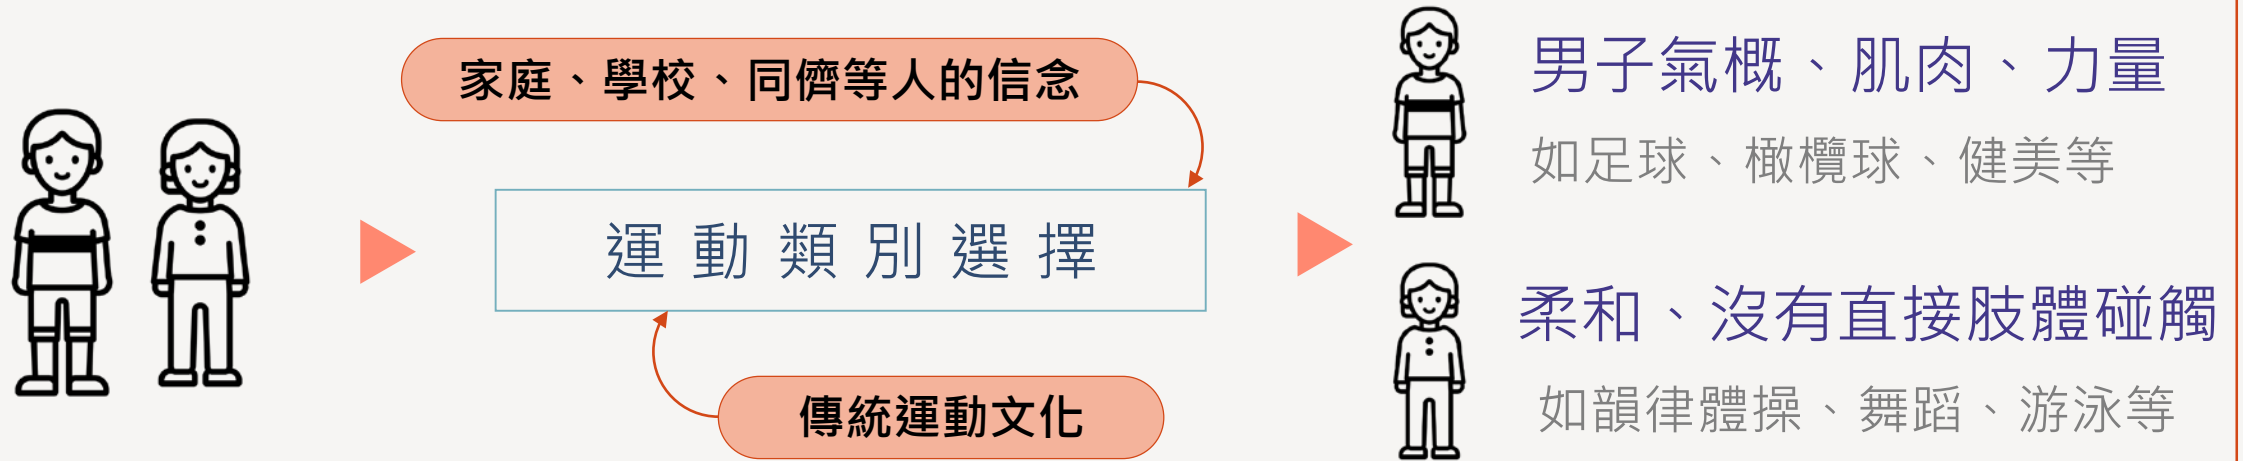 家庭、學校、同儕等人的信念
運動類別選擇
傳統運動文化
男子氣概、肌肉、力量
如足球、橄欖球、健美等
柔和、沒有直接肢體碰觸
如韻律體操、舞蹈、游泳等